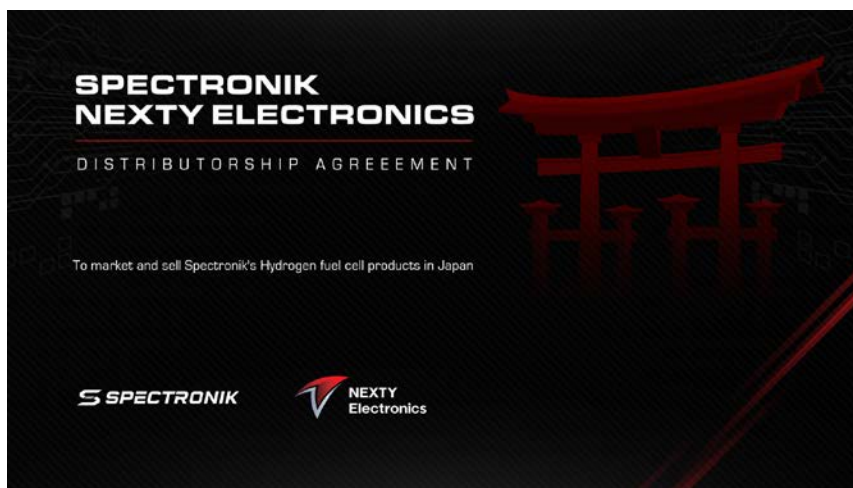 SPECTRONIK
NEXTY ELECTRONICS
DISTRIBUTORSHIP AGREEEMENT
To market and sell Spectronik's Hydrogen fuel cell products in Japan
SPECTRONIK
NEXTY
Electronics